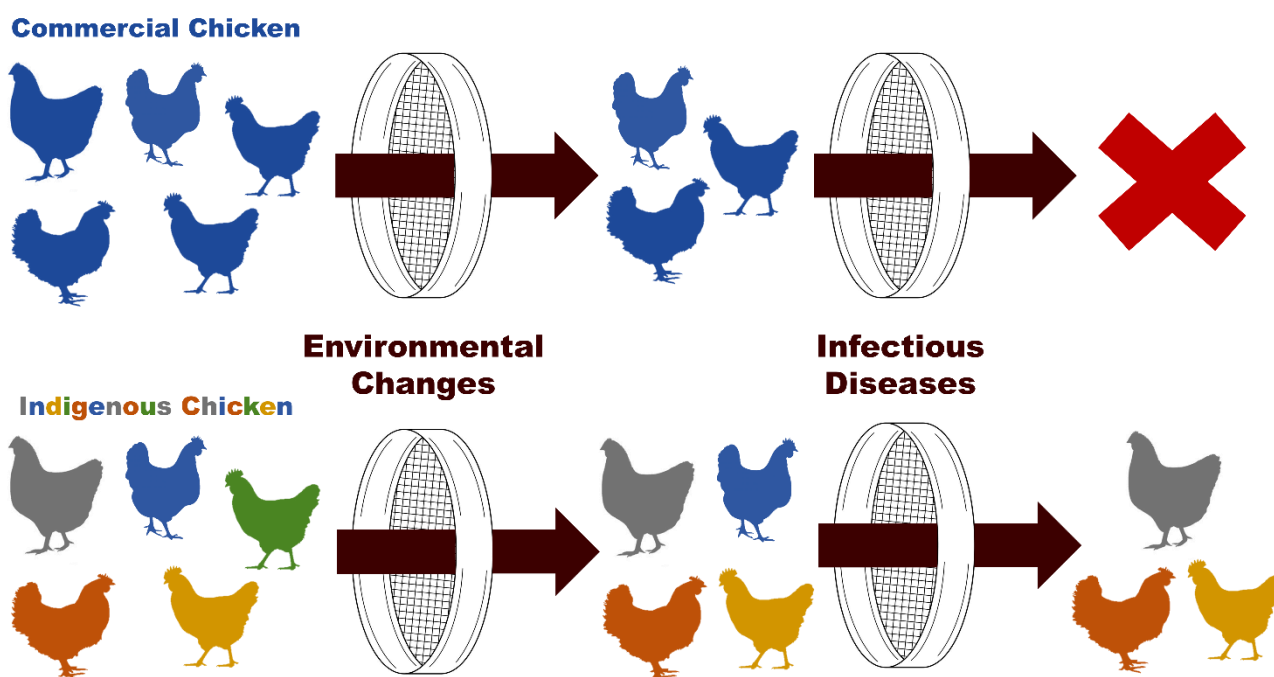 Commercial Chicken
Environmental
Changes
Infectious
Diseases
Indigenous Chicken